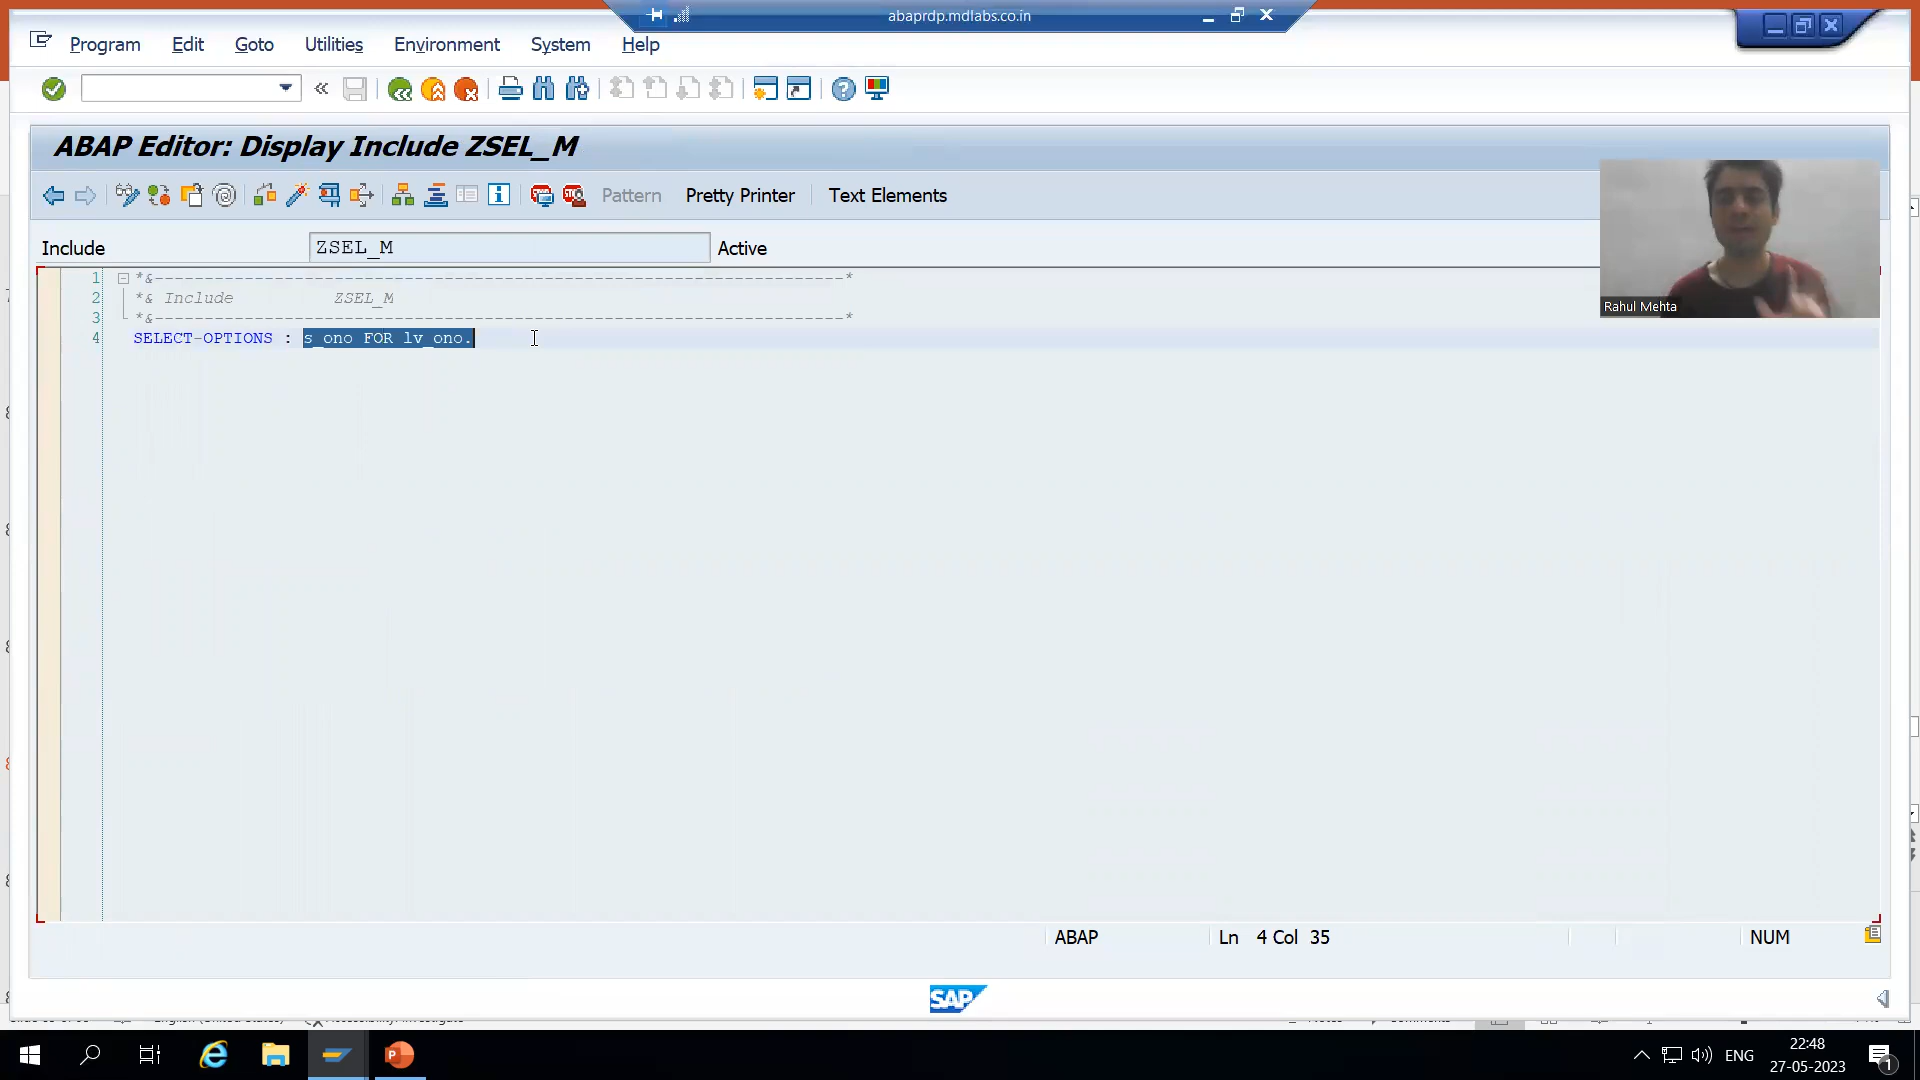 abaprdp.mdlabs.co.in
Program Edit Goto Utilities Environment System Help
ABAP Editor: Display Include ZSEL_M
Pattern Pretty Printer Text Elements
Include ZSEL_M Active
Rahul Mehta
1 *&---------------------------------------------------------------------*
2 *& Include ZSEL_M
3 *&---------------------------------------------------------------------*
4 SELECT-OPTIONS : s_ono FOR lv_ono.
ABAP Ln 4 Col 35 NUM
SAP
ENG
22:48
27-05-2023
1